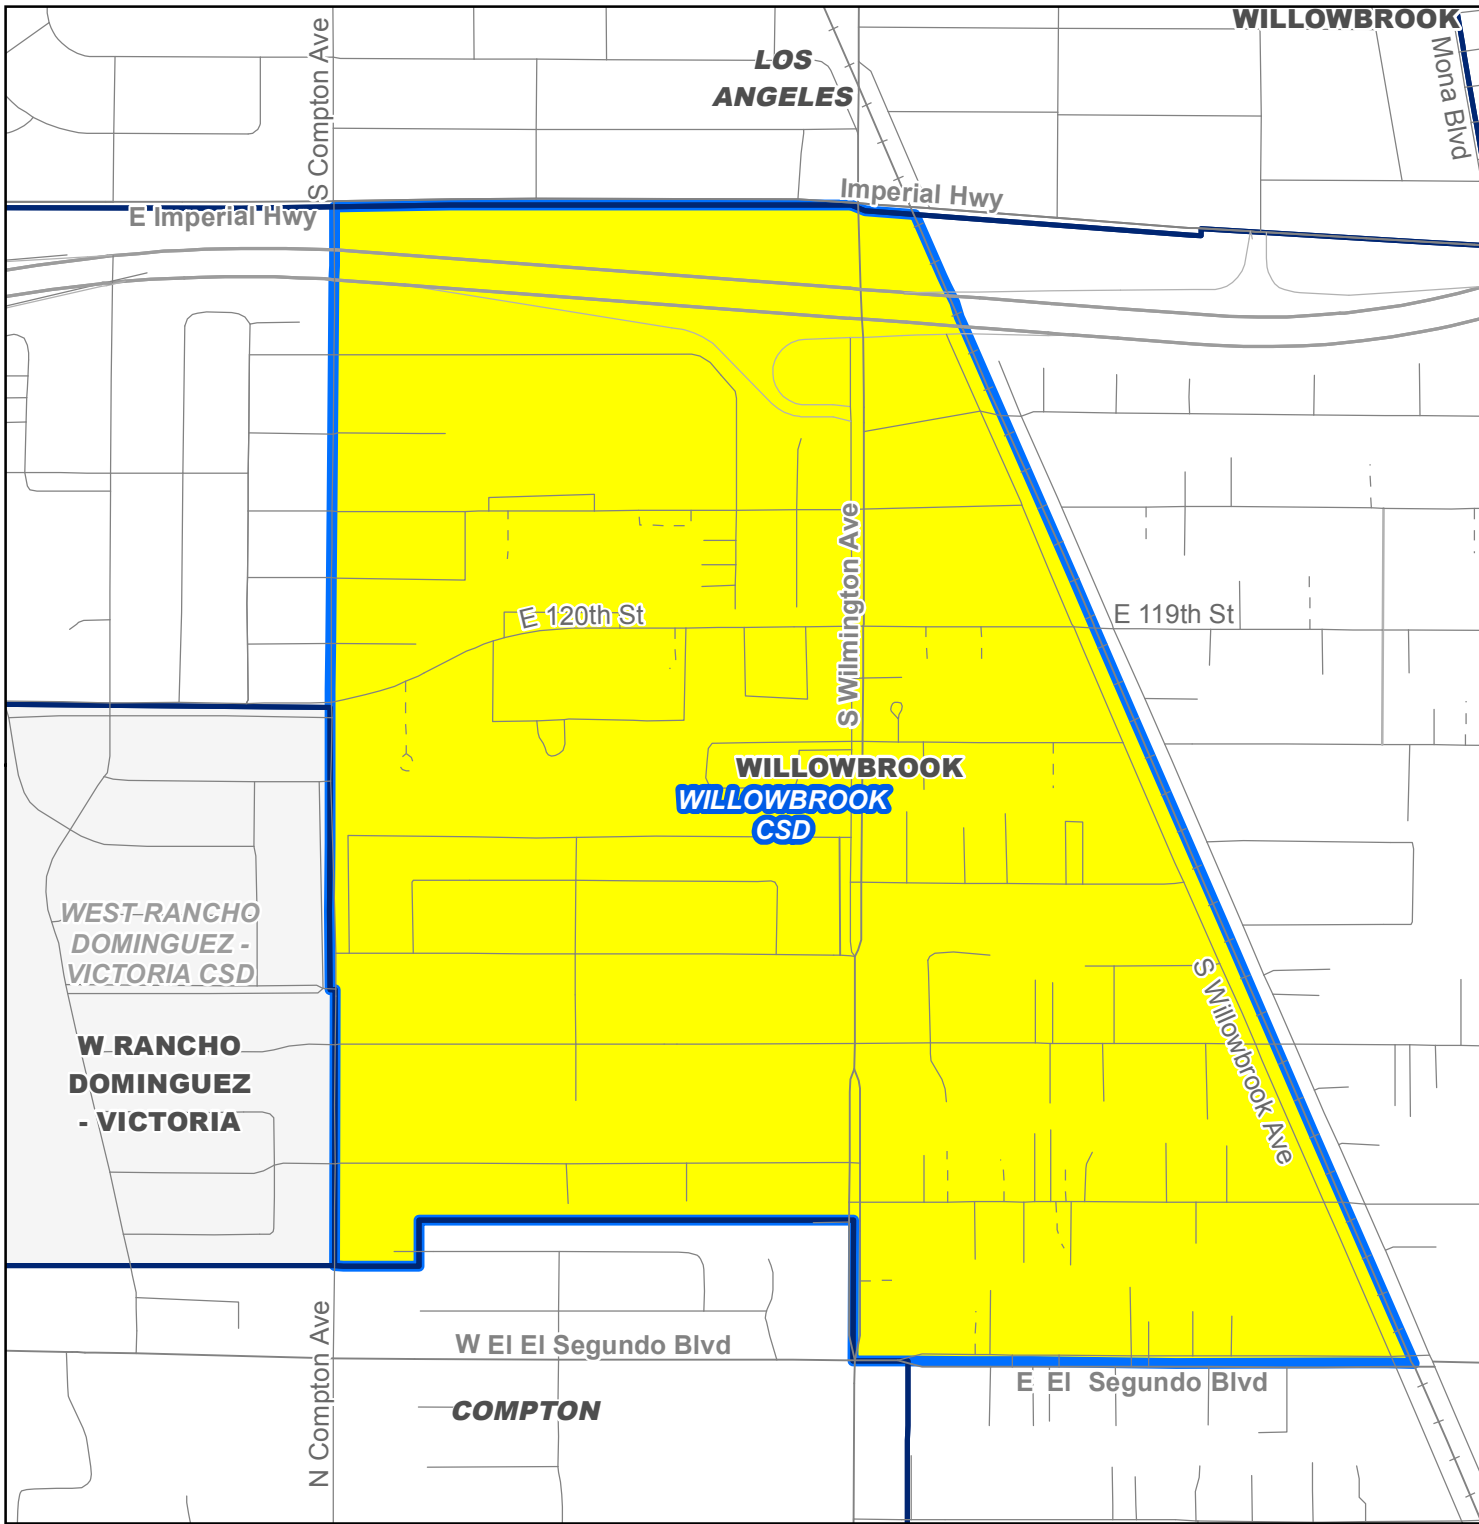 WILLOWBROOK
LOS
ANGELES
S Compton Ave
Mona Blvd
E Imperial Hwy
Imperial Hwy
S Wilmington Ave
E 120th St
E 119th St
WILLOWBROOK
WILLOWBROOK
CSD
WEST RANCHO
DOMINGUEZ -
VICTORIA CSD
W RANCHO
DOMINGUEZ
- VICTORIA
S Willowbrook Ave
N Compton Ave
W El El Segundo Blvd
E El Segundo Blvd
COMPTON